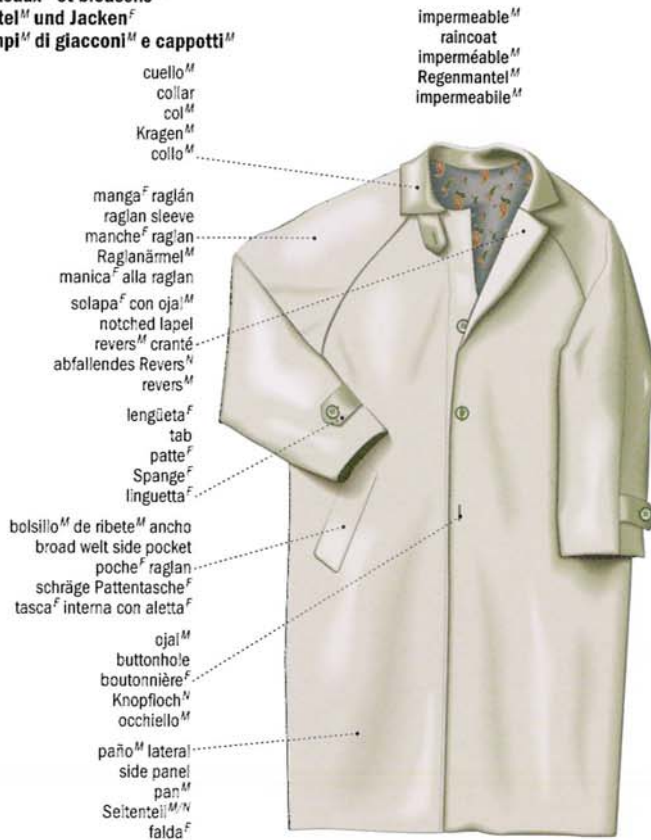 et blousons
und Jacken^F
di giacconi^M e cappotti^M
impermeable^M
raincoat
imperméable^M
Regenmantel^M
impermeabile^M
cuello^M
collar
col^M
Kragen^M
collo^M
manga^F raglán
raglan sleeve
manche^F raglan
Raglanärmel^M
manica^F alla raglan
solapa^F con ojal^M
notched lapel
revers^M cranté
abfallendes Revers^N
revers^M
lengüeta^F
tab
patte^F
Spange^F
linguetta^F
bolsillo^M de ribete^M ancho
broad welt side pocket
poche^F raglan
schräge Pattentasche^F
tasca^F interna con aletta^F
ojal^M
buttonhole
boutonnière^F
Knopfloch^N
occhiello^M
paño^M lateral
side panel
pan^M
Seitenteil^M/N
falda^F